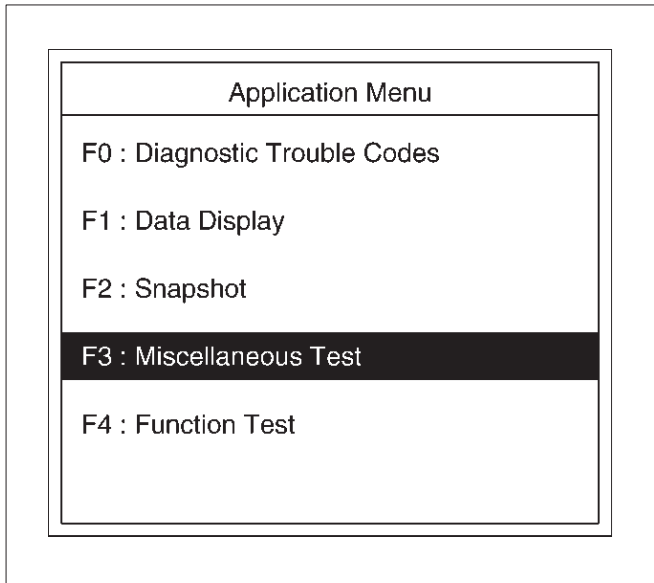 Application Menu
F0 : Diagnostic Trouble Codes
F1 : Data Display
F2 : Snapshot
F3 : Miscellaneous Test
F4 : Function Test